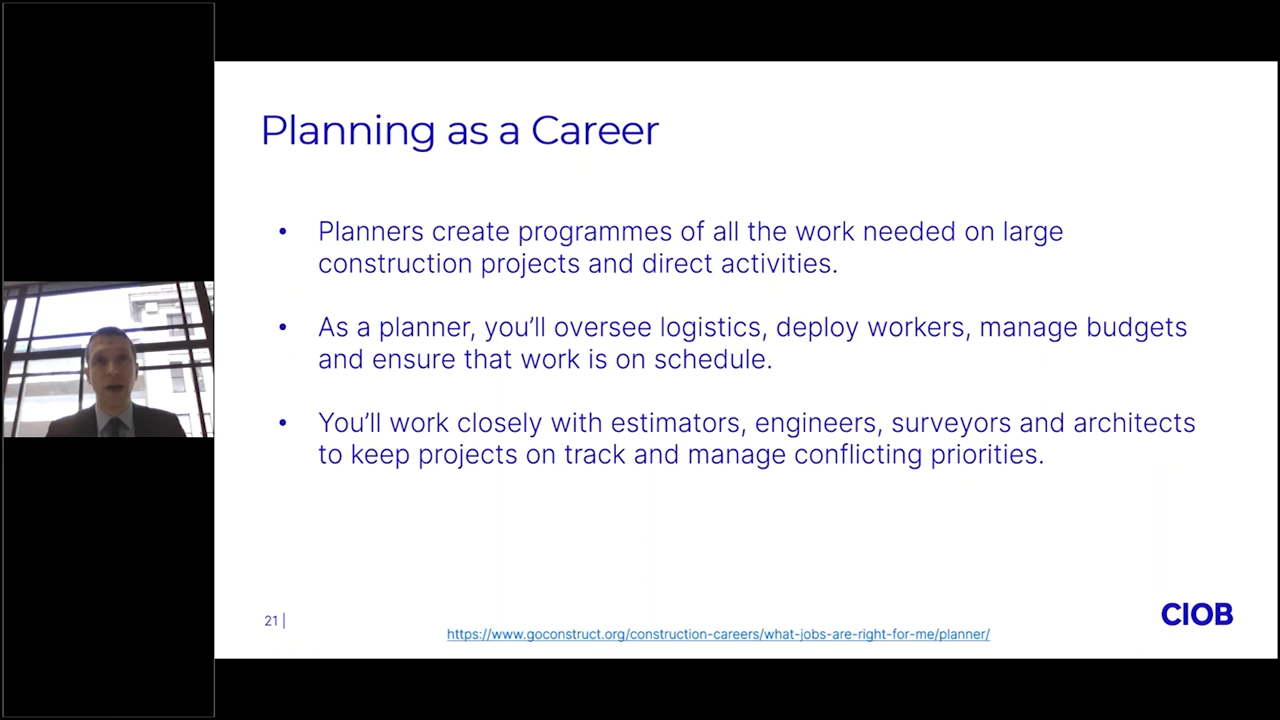 Planning as a Career
• Planners create programmes of all the work needed on large
construction projects and direct activities.
• As a planner, you’ll oversee logistics, deploy workers, manage budgets
and ensure that work is on schedule.
• You’ll work closely with estimators, engineers, surveyors and architects
to keep projects on track and manage conflicting priorities.
21 |
https://www.goconstruct.org/construction-careers/what-jobs-are-right-for-me/planner/
CIOB